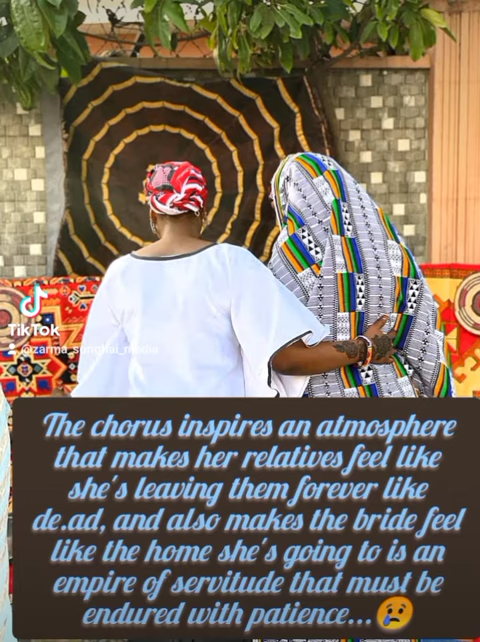 TikTok
@zarma_songhai_media
The chorus inspires an atmosphere
that makes her relatives feel like
she's leaving them forever like
de.ad, and also makes the bride feel
like the home she's going to is an
empire of servitude that must be
endured with patience...😢